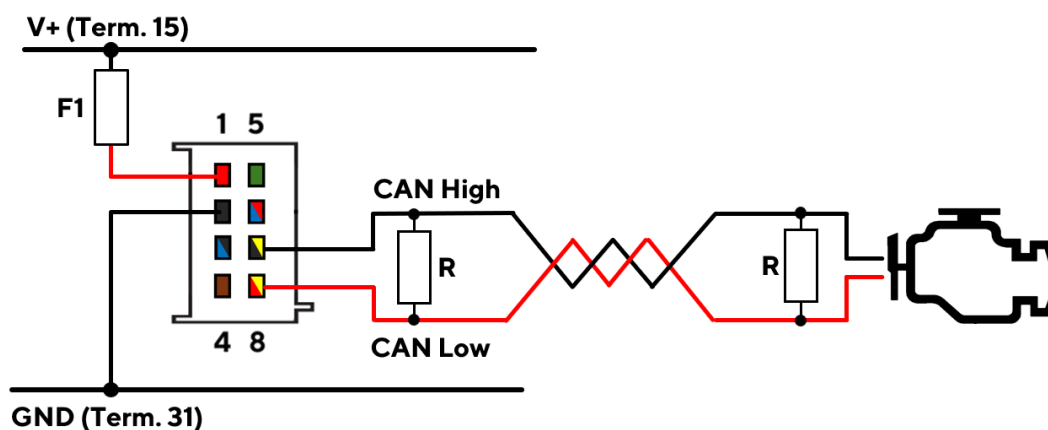 V+ (Term. 15)
F1
1 5
CAN High
R
R
CAN Low
4 8
GND (Term. 31)